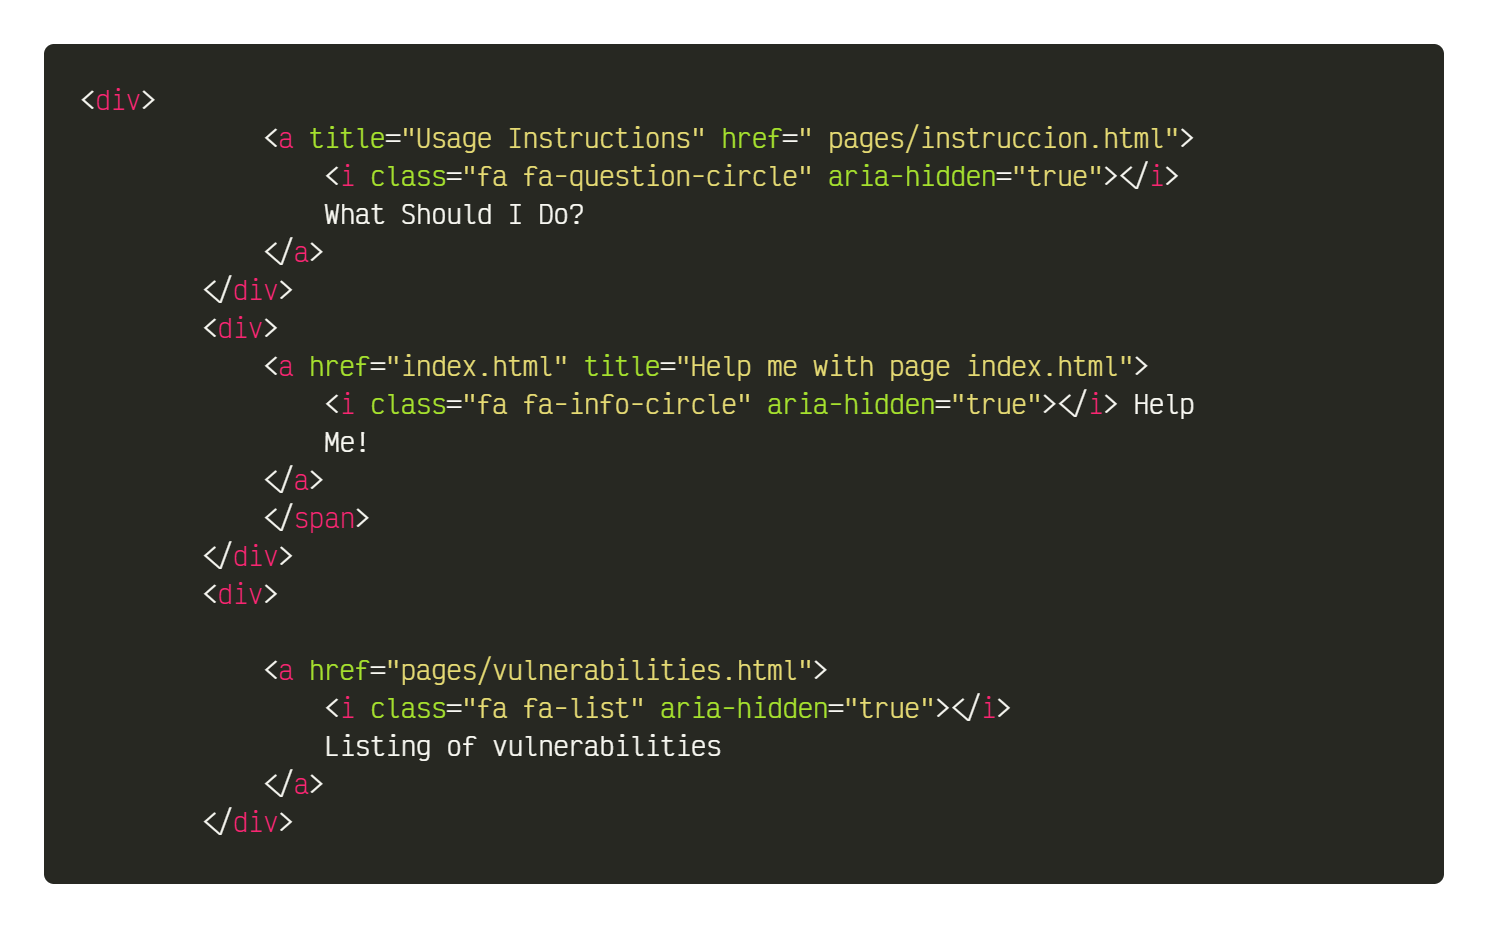 <div>
            <a title="Usage Instructions" href=" pages/instruccion.html">
                <i class="fa fa-question-circle" aria-hidden="true"></i>
                What Should I Do?
            </a>
        </div>
        <div>
            <a href="index.html" title="Help me with page index.html">
                <i class="fa fa-info-circle" aria-hidden="true"></i> Help
                Me!
            </a>
            </span>
        </div>
        <div>

            <a href="pages/vulnerabilities.html">
                <i class="fa fa-list" aria-hidden="true"></i>
                Listing of vulnerabilities
            </a>
        </div>